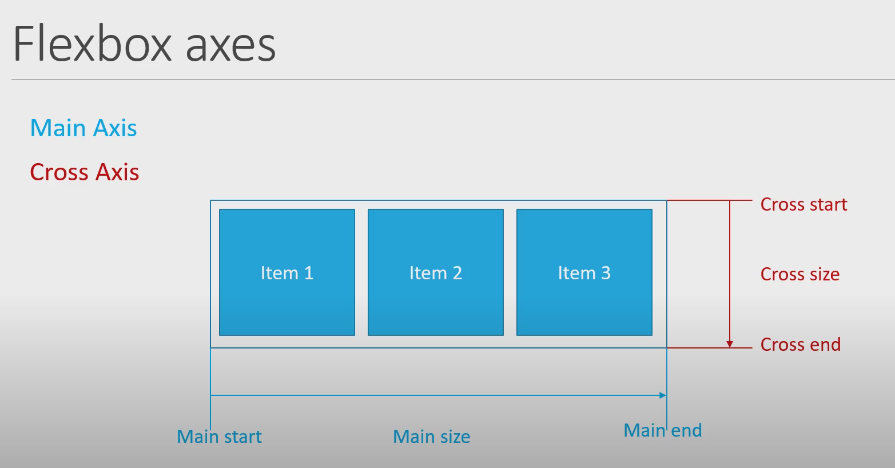 Flexbox axes
Main Axis
Cross Axis
Cross start
Item 1
Item 2
Item 3
Cross size
Cross end
Main start
Main size
Main end